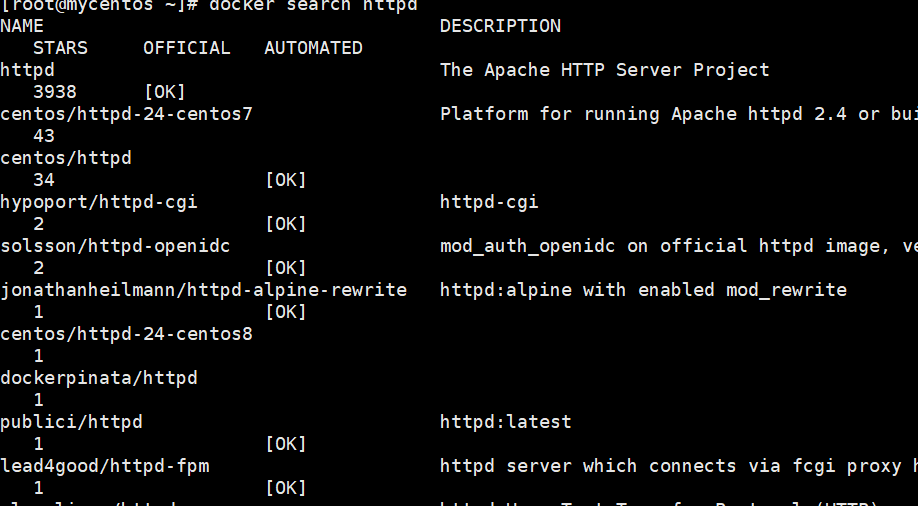 [root@mycentos ~]# docker search httpd
NAME DESCRIPTION
STARS OFFICIAL AUTOMATED
httpd The Apache HTTP Server Project
3938 [OK]
centos/httpd-24-centos7 Platform for running Apache httpd 2.4 or bui
43
centos/httpd
34 [OK]
hypoport/httpd-cgi httpd-cgi
2 [OK]
solsson/httpd-openidc mod_auth_openidc on official httpd image, ve
2 [OK]
jonathanheilmann/httpd-alpine-rewrite httpd:alpine with enabled mod_rewrite
1 [OK]
centos/httpd-24-centos8
1
dockerpinata/httpd
1
publici/httpd httpd:latest
1 [OK]
lead4good/httpd-fpm httpd server which connects via fcgi proxy h
1 [OK]